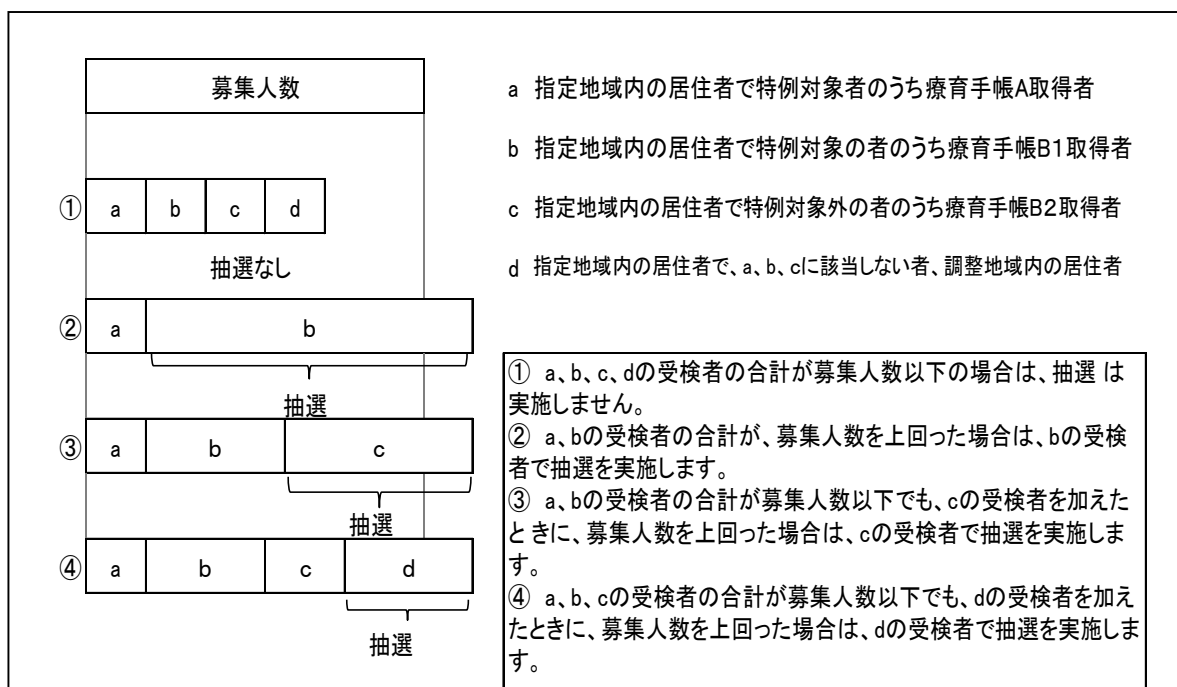 募集人数
a 指定地域内の居住者で特例対象者のうち療育手帳A取得者
b 指定地域内の居住者で特例対象の者のうち療育手帳B1取得者
c 指定地域内の居住者で特例対象外の者のうち療育手帳B2取得者
d 指定地域内の居住者で、a、b、cに該当しない者、調整地域内の居住者
① a b c d
抽選なし
② a b
抽選
③ a b c
抽選
④ a b c d
抽選
① a、b、c、dの受検者の合計が募集人数以下の場合は、抽選 は
実施しません。
② a、bの受検者の合計が、募集人数を上回った場合は、bの受検
者で抽選を実施します。
③ a、bの受検者の合計が募集人数以下でも、cの受検者を加えた
ときに、募集人数を上回った場合は、cの受検者で抽選を実施しま
す。
④ a、b、cの受検者の合計が募集人数以下でも、dの受検者を加え
たときに、募集人数を上回った場合は、dの受検者で抽選を実施しま
す。